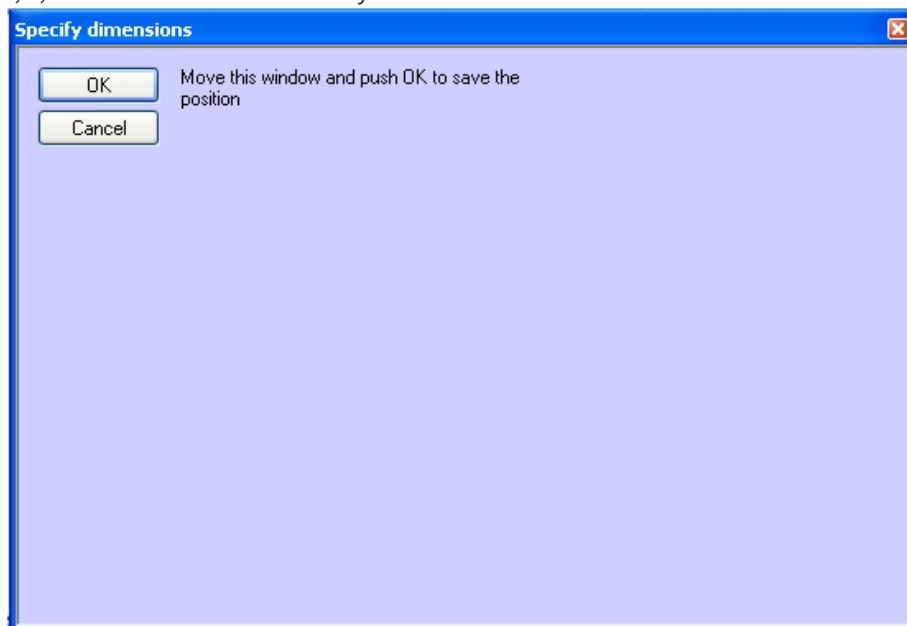 Specify dimensions
OK
Move this window and push OK to save the
position
Cancel